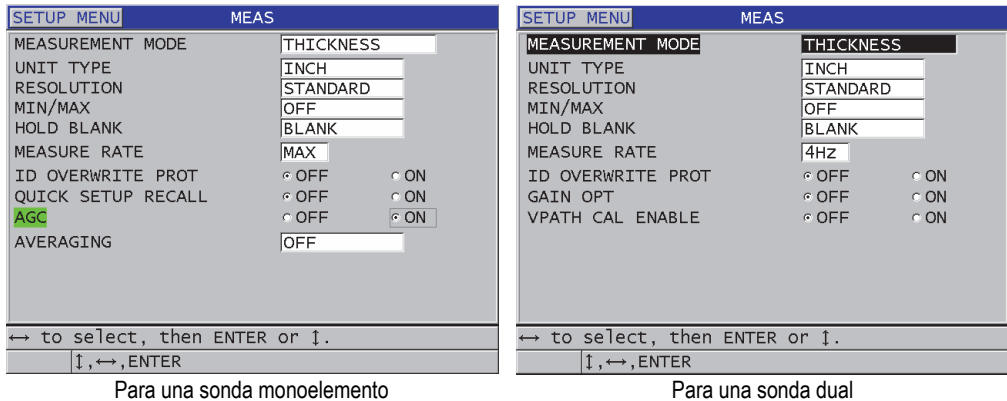 SETUP MENU MEAS
MEASUREMENT MODE THICKNESS
UNIT TYPE INCH
RESOLUTION STANDARD
MIN/MAX OFF
HOLD BLANK BLANK
MEASURE RATE MAX
ID OVERWRITE PROT OFF ON
QUICK SETUP RECALL OFF ON
AGC OFF ON
AVERAGING OFF
↔ to select, then ENTER or ↕.
↕,↔,ENTER
Para una sonda monoelemento
SETUP MENU MEAS
MEASUREMENT MODE THICKNESS
UNIT TYPE INCH
RESOLUTION STANDARD
MIN/MAX OFF
HOLD BLANK BLANK
MEASURE RATE 4Hz
ID OVERWRITE PROT OFF ON
GAIN OPT OFF ON
VPATH CAL ENABLE OFF ON
↔ to select, then ENTER or ↕.
↕,↔,ENTER
Para una sonda dual